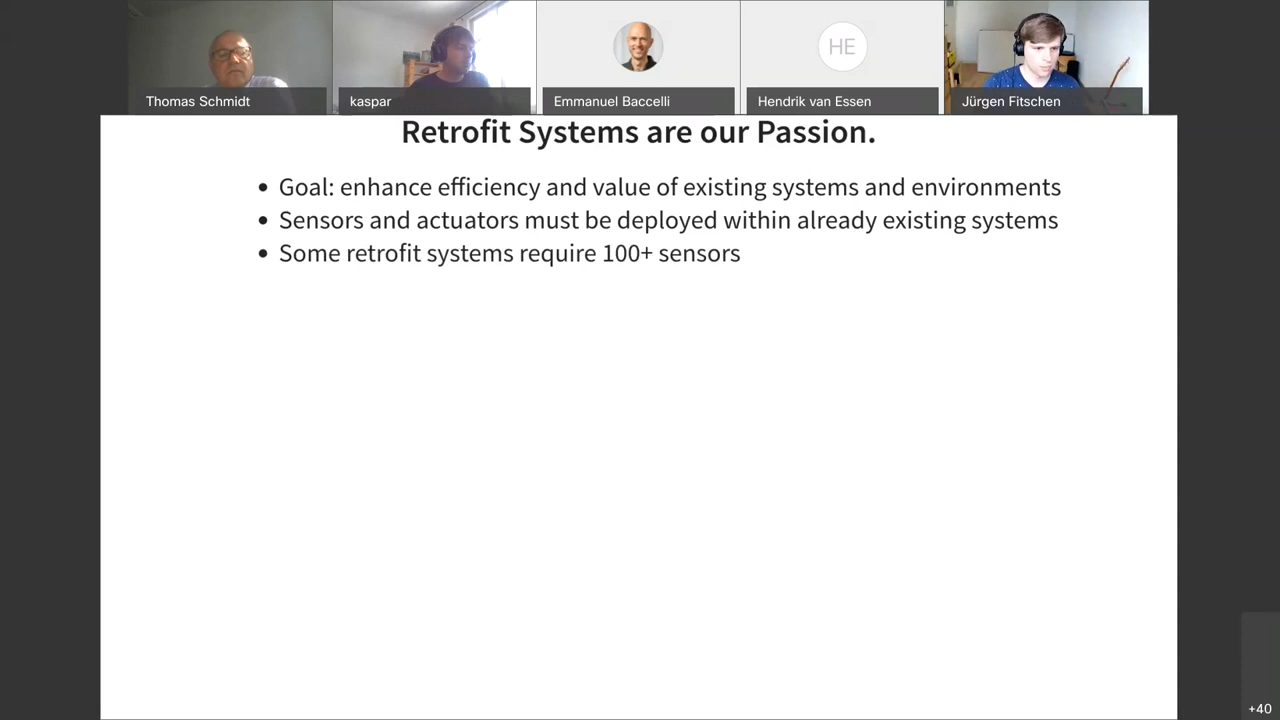 HE
Thomas Schmidt
kaspar
Emmanuel Baccelli
Hendrik van Essen
Jürgen Fitschen
Retrofit Systems are our Passion.
• Goal: enhance efficiency and value of existing systems and environments
• Sensors and actuators must be deployed within already existing systems
• Some retrofit systems require 100+ sensors
+40